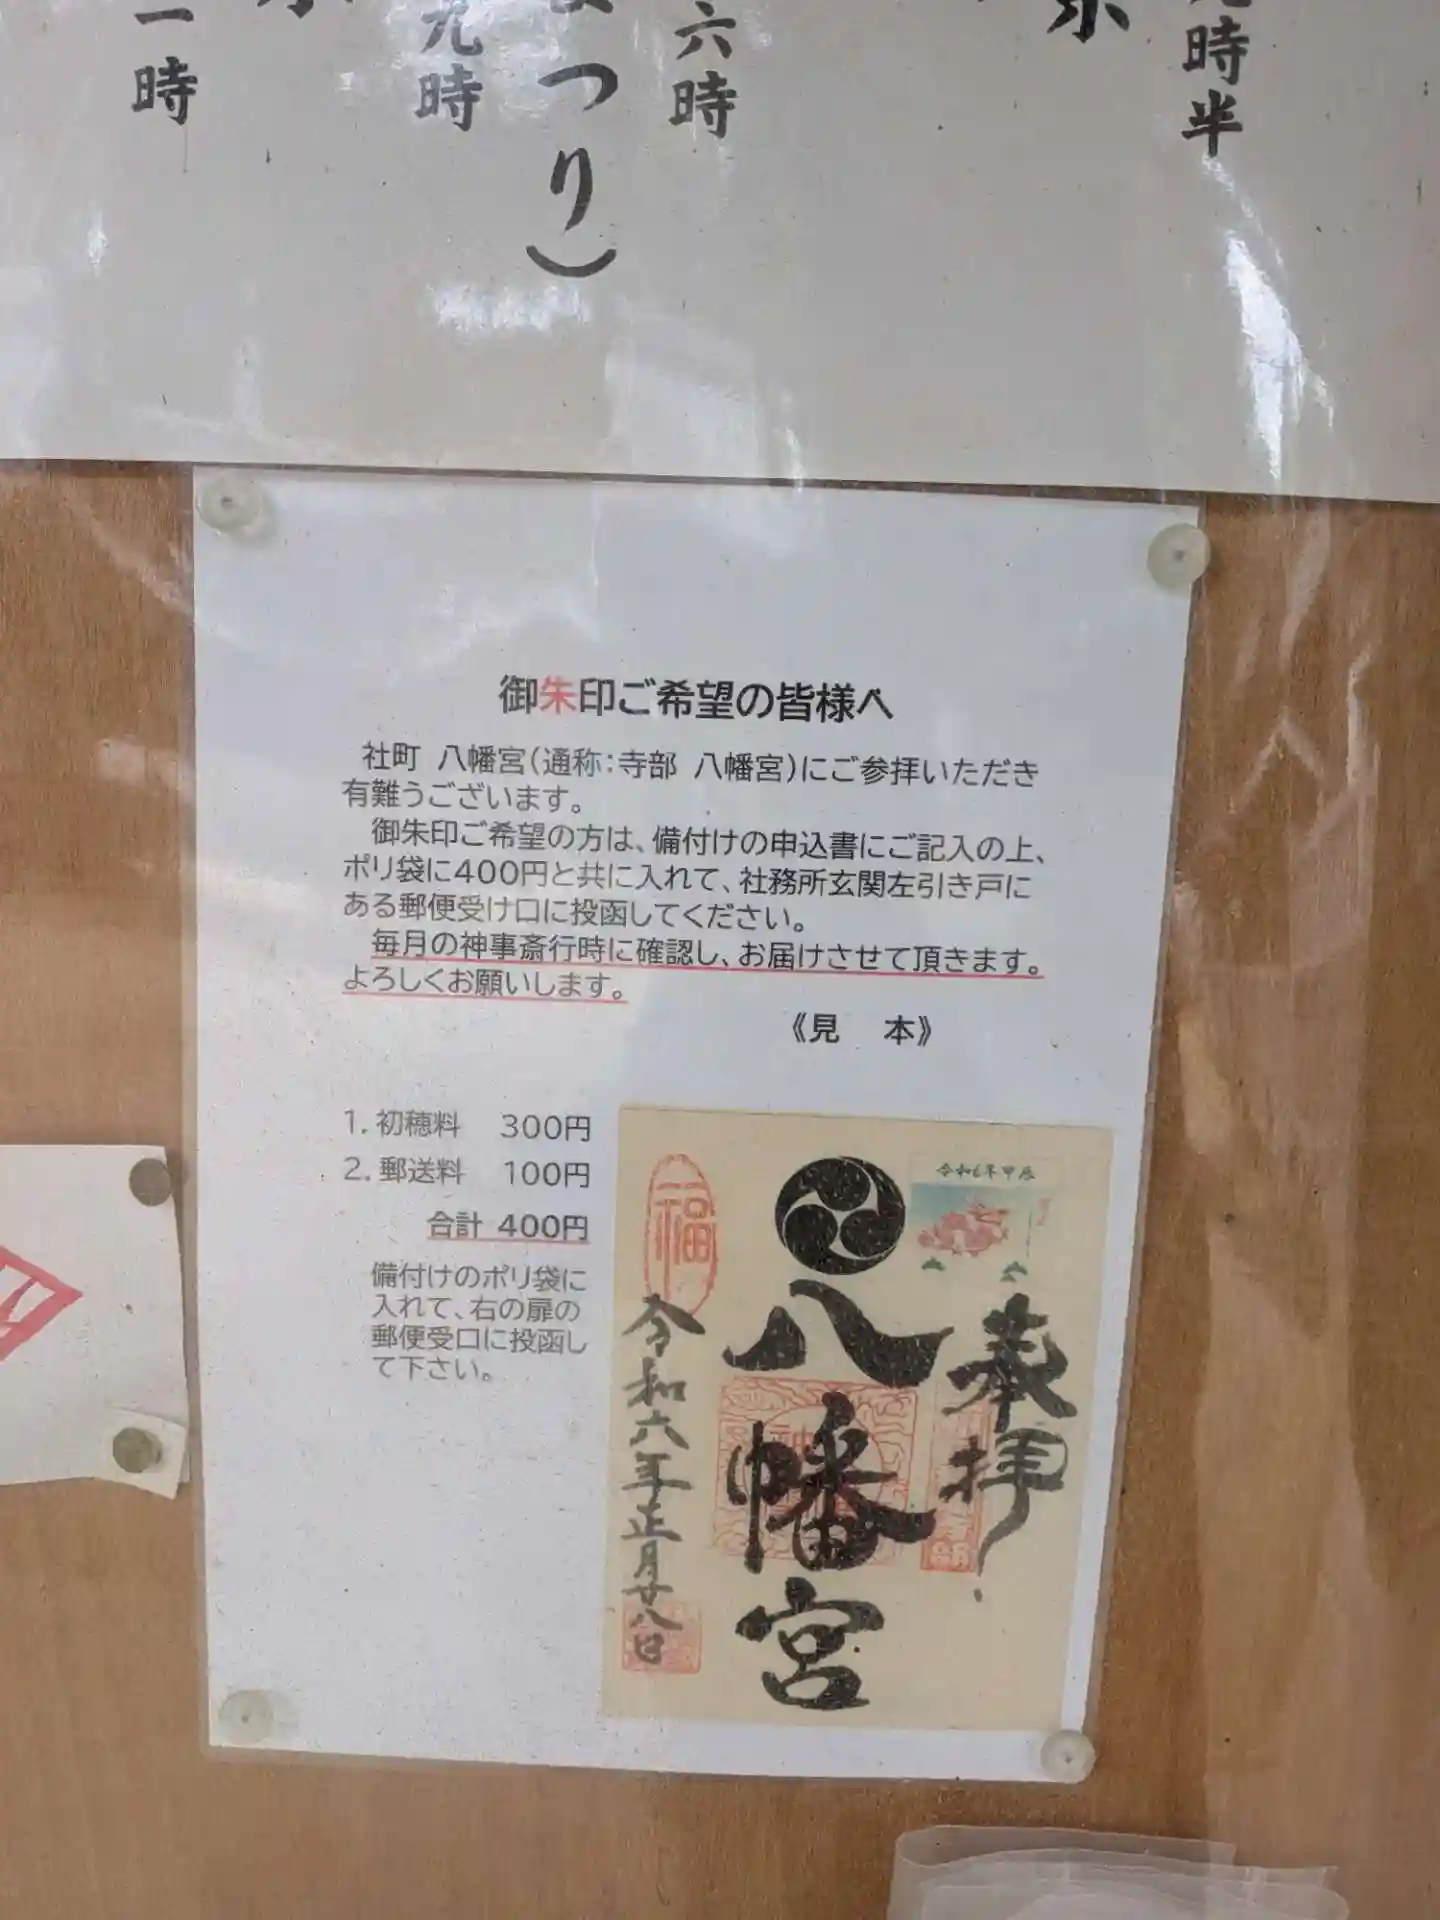 九時半
六時
つり）
九時
一時
御朱印ご希望の皆様へ
社町 八幡宮(通称:寺部 八幡宮)にご参拝いただき
有難うございます。
御朱印ご希望の方は、備付けの申込書にご記入の上、
ポリ袋に400円と共に入れて、社務所玄関左引き戸に
ある郵便受け口に投函してください。
毎月の神事斎行時に確認し、お届けさせて頂きます。
よろしくお願いします。
《見 本》
1. 初穂料 300円
2. 郵送料 100円
合計 400円
備付けのポリ袋に
入れて、右の扉の
郵便受口に投函し
て下さい。
令和6年甲辰
奉拝
八幡宮
福
令和六年正月廿八日